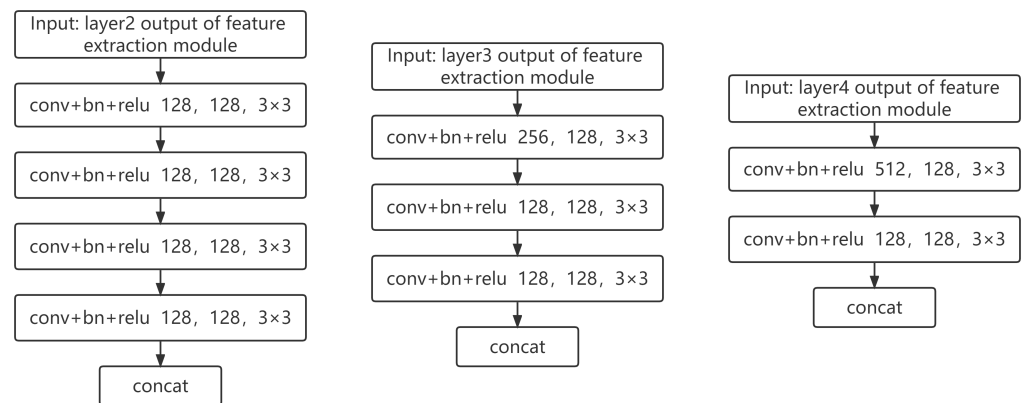 Input: layer2 output of feature
extraction module
conv+bn+relu 128，128，3×3
conv+bn+relu 128，128，3×3
conv+bn+relu 128，128，3×3
conv+bn+relu 128，128，3×3
concat
Input: layer3 output of feature
extraction module
conv+bn+relu 256，128，3×3
conv+bn+relu 128，128，3×3
conv+bn+relu 128，128，3×3
concat
Input: layer4 output of feature
extraction module
conv+bn+relu 512，128，3×3
conv+bn+relu 128，128，3×3
concat